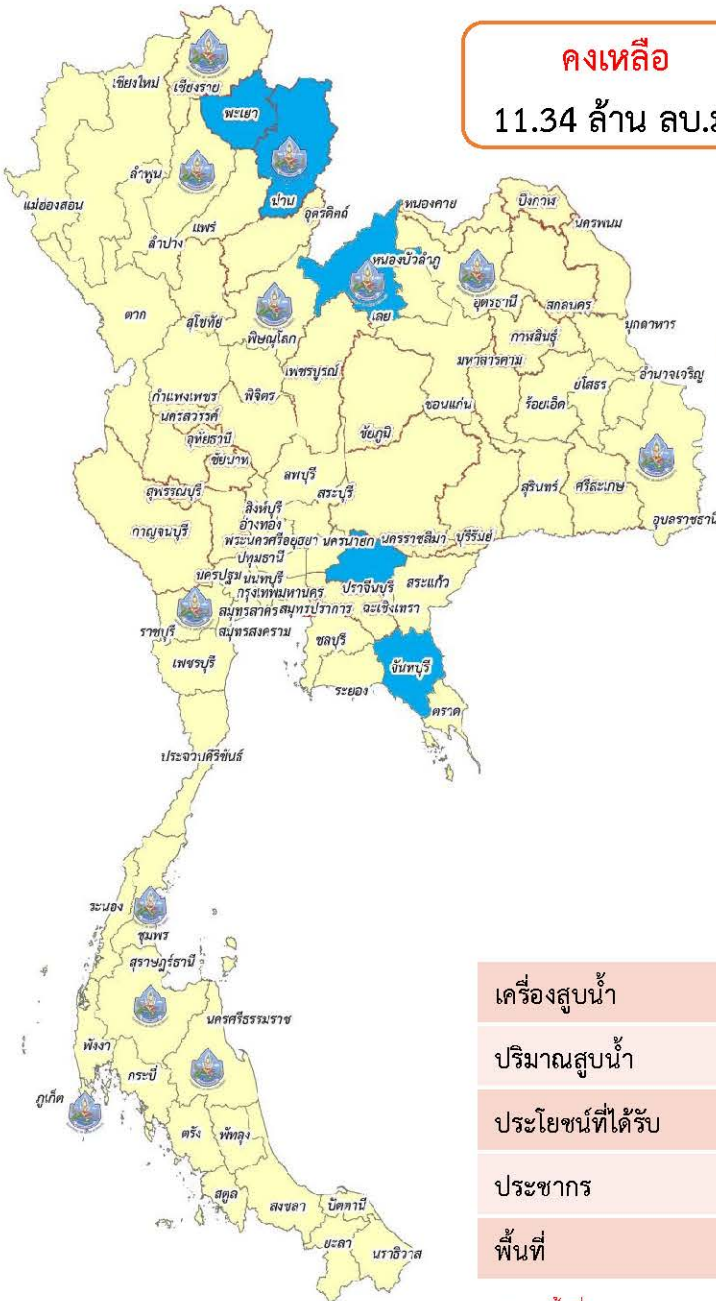 คงเหลือ
11.34 ล้าน ลบ.ม
เชียงใหม่
เชียงราย
พะเยา
ลำพูน
น่าน
แม่ฮ่องสอน
แพร่
อุตรดิตถ์
ลำปาง
หนองคาย
บึงกาฬ
นครพนม
หนองบัวลำภู
อุดรธานี
สกลนคร
ตาก
สุโขทัย
พิษณุโลก
เลย
กาฬสินธุ์
มุกดาหาร
เพชรบูรณ์
มหาสารคาม
กำแพงเพชร
พิจิตร
ขอนแก่น
ร้อยเอ็ด
ยโสธร
อำนาจเจริญ
นครสวรรค์
อุทัยธานี
ชัยนาท
ชัยภูมิ
ลพบุรี
สุพรรณบุรี
สระบุรี
สุรินทร์
ศรีสะเกษ
สิงห์บุรี
อ่างทอง
กาญจนบุรี
อุบลราชธานี
พระนครศรีอยุธยา นครนายก นครราชสีมา บุรีรัมย์
ปทุมธานี
นครปฐม นนทบุรี
ปราจีนบุรี
สระแก้ว
กรุงเทพมหานคร
สมุทรสาคร สมุทรปราการ ฉะเชิงเทรา
ราชบุรี
สมุทรสงคราม
ชลบุรี
เพชรบุรี
จันทบุรี
ระยอง
ตราด
ประจวบคีรีขันธ์
ระนอง
ชุมพร
สุราษฎร์ธานี
นครศรีธรรมราช
พังงา
กระบี่
ภูเก็ต
ตรัง
พัทลุง
สตูล
สงขลา
ปัตตานี
ยะลา
นราธิวาส
เครื่องสูบน้ำ
ปริมาณสูบน้ำ
ประโยชน์ที่ได้รับ
ประชากร
พื้นที่